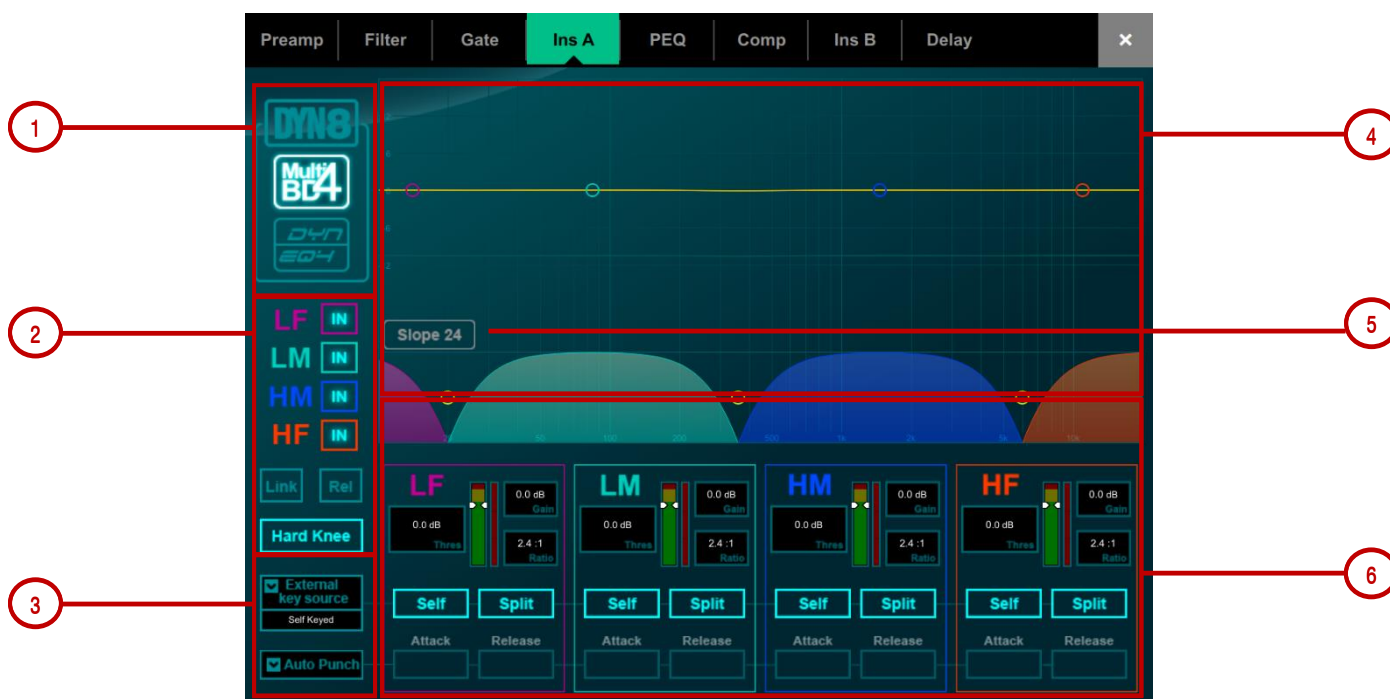 Preamp Filter Gate Ins A PEQ Comp Ins B Delay ×
1
DYN8
Multi
BD4
DYN
EQ4
4
6
6
2
2
LF IN
LM IN
HM IN
HF IN
Link Rel
Hard Knee
Slope 24
5
50 100 200 500 1k 2k 5k 10k
LF
0.0 dB
Thres
0.0 dB
Gain
2.4 :1
Ratio
LM
0.0 dB
Thres
0.0 dB
Gain
2.4 :1
Ratio
HM
0.0 dB
Thres
0.0 dB
Gain
2.4 :1
Ratio
HF
0.0 dB
Thres
0.0 dB
Gain
2.4 :1
Ratio
3
External
key source
Self Keyed
Self Split Self Split Self Split Self Split
6
Attack Release Attack Release Attack Release Attack Release
Auto Punch